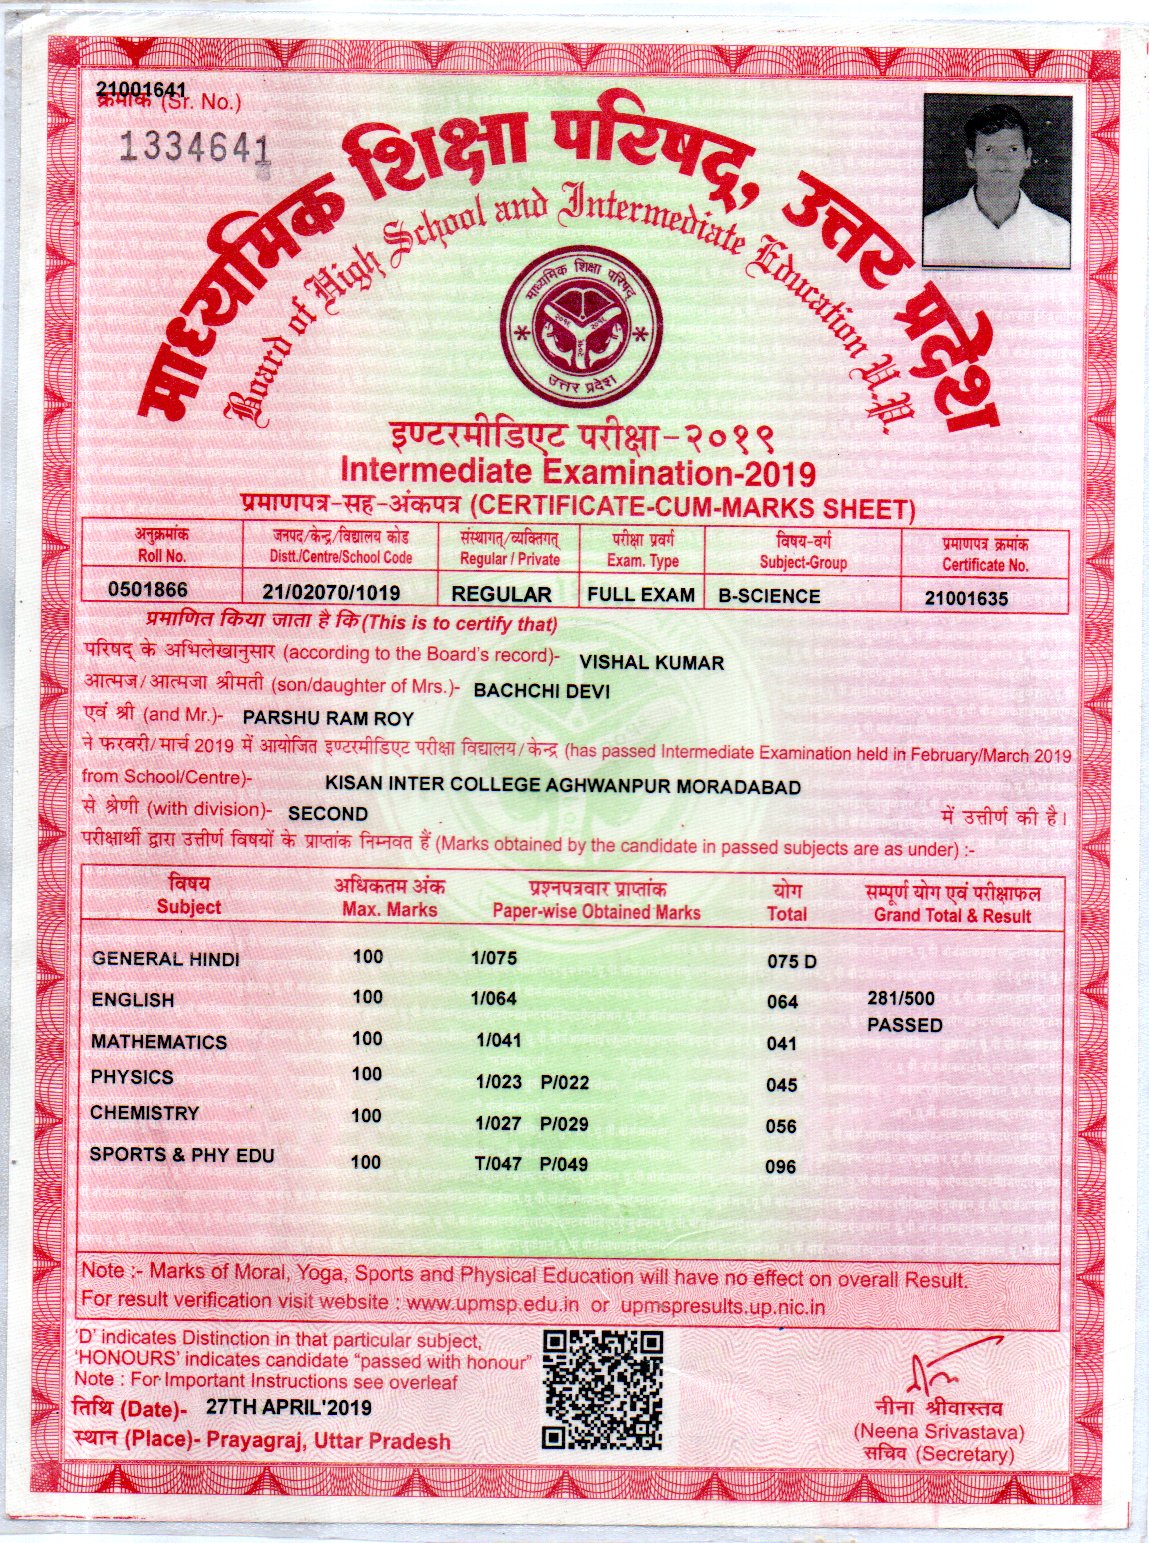 21001641
क्रमांक (Sr. No.)
1334641
माध्यमिक शिक्षा परिषद्, उत्तर प्रदेश
Board of High School and Intermediate Education U.P.
माध्यमिक शिक्षा परिषद्
उत्तर प्रदेश
इण्टरमीडिएट परीक्षा-२०१९
Intermediate Examination-2019
प्रमाणपत्र-सह-अंकपत्र (CERTIFICATE-CUM-MARKS SHEET)
अनुक्रमांक जनपद/केन्द्र/विद्यालय कोड संस्थागत्/व्यक्तिगत् परीक्षा प्रवर्ग विषय-वर्ग प्रमाणपत्र क्रमांक
Roll No. Distt./Centre/School Code Regular / Private Exam. Type Subject-Group Certificate No.
0501866 21/02070/1019 REGULAR FULL EXAM B-SCIENCE 21001635
प्रमाणित किया जाता है कि (This is to certify that)
परिषद् के अभिलेखानुसार (according to the Board's record)- VISHAL KUMAR
आत्मज/आत्मजा श्रीमती (son/daughter of Mrs.)- BACHCHI DEVI
एवं श्री (and Mr.)- PARSHU RAM ROY
ने फरवरी/मार्च 2019 में आयोजित इण्टरमीडिएट परीक्षा विद्यालय/केन्द्र (has passed Intermediate Examination held in February/March 2019
from School/Centre)- KISAN INTER COLLEGE AGHWANPUR MORADABAD
से श्रेणी (with division)- SECOND में उत्तीर्ण की है।
परीक्षार्थी द्वारा उत्तीर्ण विषयों के प्राप्तांक निम्नवत हैं (Marks obtained by the candidate in passed subjects are as under) :-
विषय अधिकतम अंक प्रश्नपत्रवार प्राप्तांक योग सम्पूर्ण योग एवं परीक्षाफल
Subject Max. Marks Paper-wise Obtained Marks Total Grand Total & Result
GENERAL HINDI 100 1/075 075 D
ENGLISH 100 1/064 064 281/500
PASSED
MATHEMATICS 100 1/041 041
PHYSICS 100 1/023 P/022 045
CHEMISTRY 100 1/027 P/029 056
SPORTS & PHY EDU 100 T/047 P/049 096
Note :- Marks of Moral, Yoga, Sports and Physical Education will have no effect on overall Result.
For result verification visit website : www.upmsp.edu.in or upmspresults.up.nic.in
'D' indicates Distinction in that particular subject,
'HONOURS' indicates candidate "passed with honour"
Note : For Important Instructions see overleaf
तिथि (Date)- 27TH APRIL'2019
स्थान (Place)- Prayagraj, Uttar Pradesh
नीना श्रीवास्तव
(Neena Srivastava)
सचिव (Secretary)